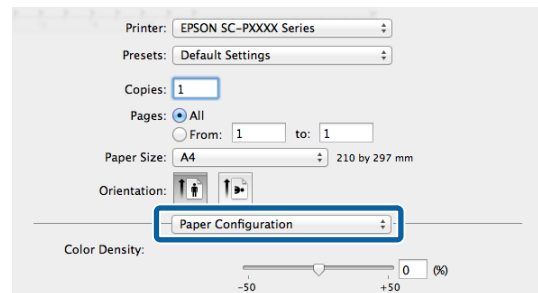 Printer: EPSON SC-PXXXX Series
Presets: Default Settings
Copies: 1
Pages: All
From: 1 to: 1
Paper Size: A4 210 by 297 mm
Orientation:
Paper Configuration
Color Density:
0 (%)
-50 +50